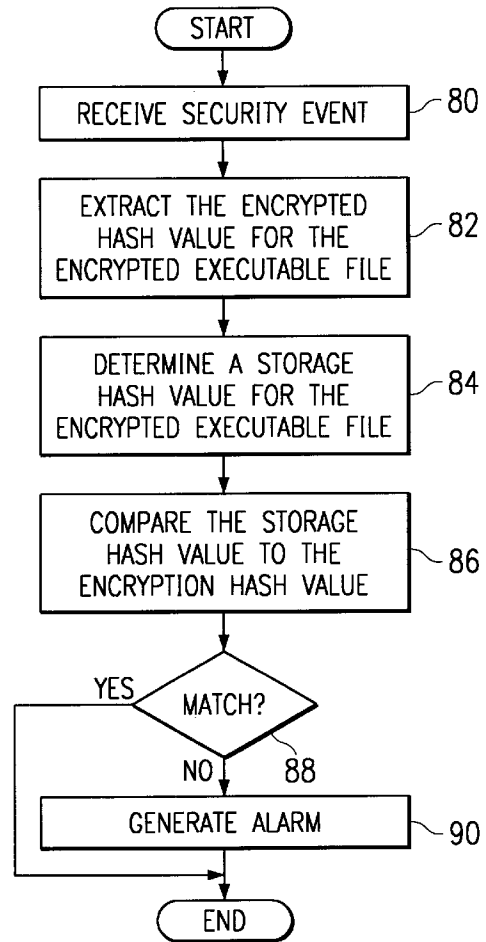 START
RECEIVE SECURITY EVENT
80
EXTRACT THE ENCRYPTED
HASH VALUE FOR THE
ENCRYPTED EXECUTABLE FILE
82
DETERMINE A STORAGE
HASH VALUE FOR THE
ENCRYPTED EXECUTABLE FILE
84
COMPARE THE STORAGE
HASH VALUE TO THE
ENCRYPTION HASH VALUE
86
YES
MATCH?
NO
88
GENERATE ALARM
90
END